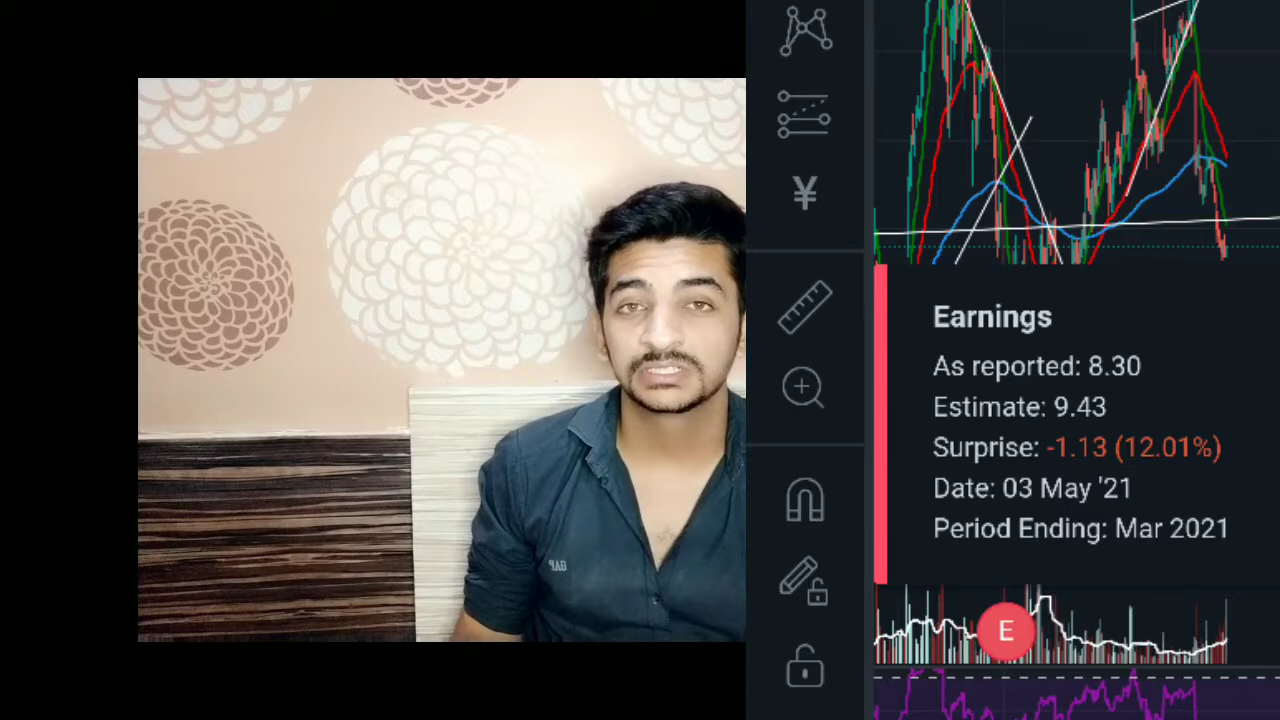 ¥
Earnings
As reported: 8.30
Estimate: 9.43
Surprise: -1.13 (12.01%)
Date: 03 May '21
Period Ending: Mar 2021
GAP
E